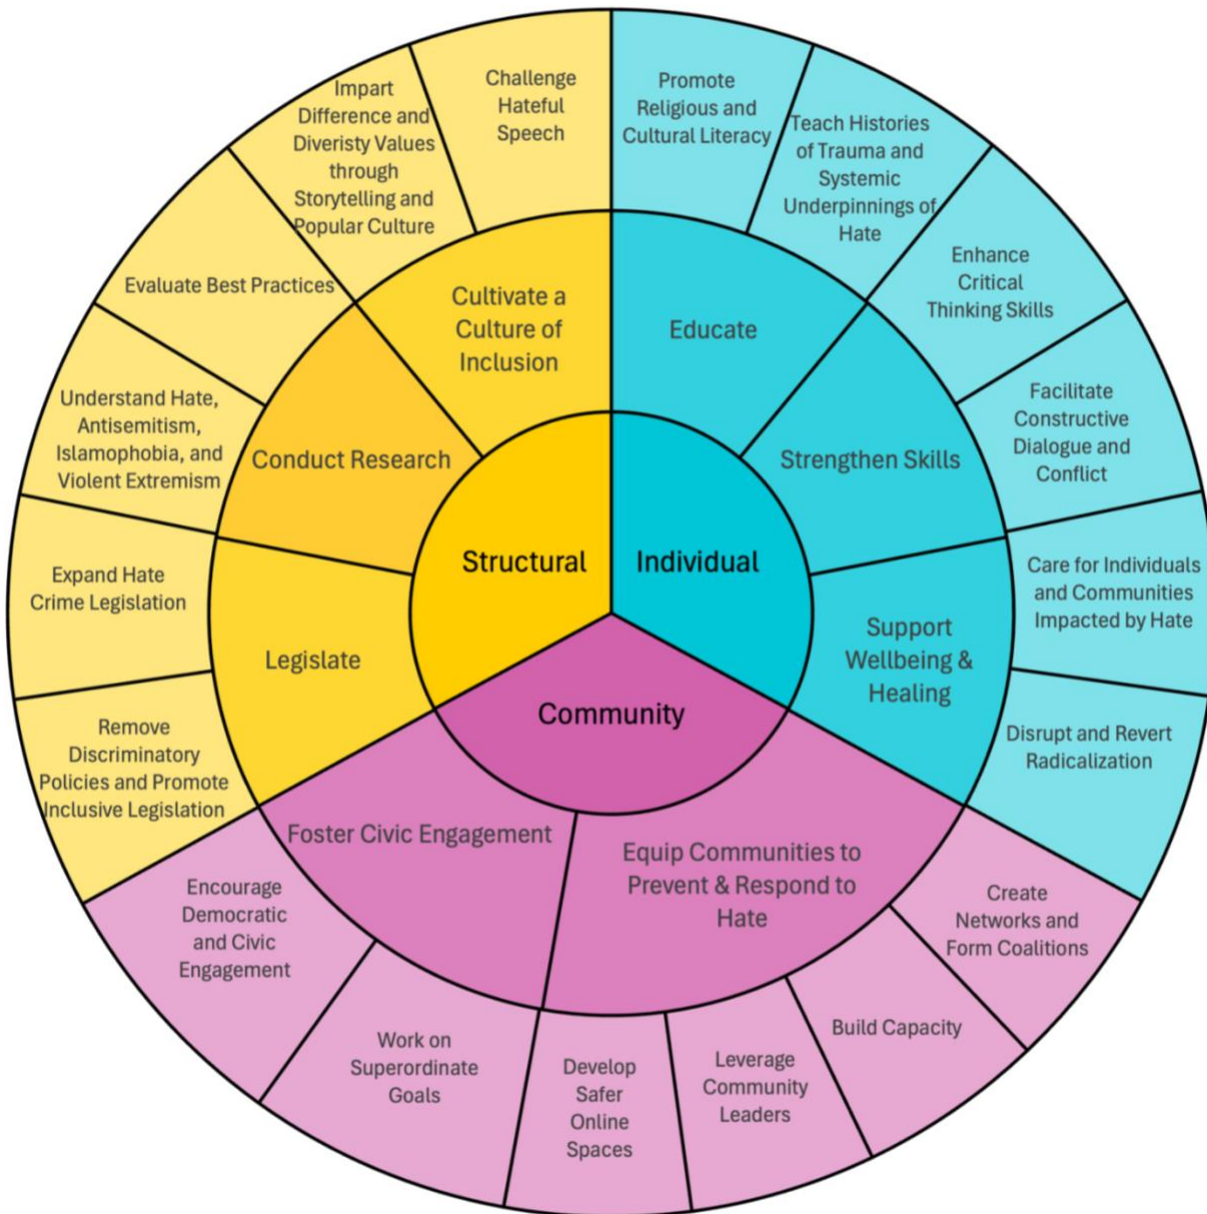 Structural
Individual
Community
Educate
Strengthen Skills
Support
Wellbeing &
Healing
Equip Communities to
Prevent & Respond to
Hate
Foster Civic Engagement
Legislate
Conduct Research
Cultivate a
Culture of
Inclusion
Promote
Religious and
Cultural Literacy
Teach Histories
of Trauma and
Systemic
Underpinnings of
Hate
Enhance
Critical
Thinking Skills
Facilitate
Constructive
Dialogue and
Conflict
Care for Individuals
and Communities
Impacted by Hate
Disrupt and Revert
Radicalization
Create
Networks and
Form Coalitions
Build Capacity
Leverage
Community
Leaders
Develop
Safer
Online
Spaces
Work on
Superordinate
Goals
Encourage
Democratic
and Civic
Engagement
Remove
Discriminatory
Policies and Promote
Inclusive Legislation
Expand Hate
Crime Legislation
Understand Hate,
Antisemitism,
Islamophobia, and
Violent Extremism
Evaluate Best Practices
Impart
Difference and
Diveristy Values
through
Storytelling and
Popular Culture
Challenge
Hateful
Speech